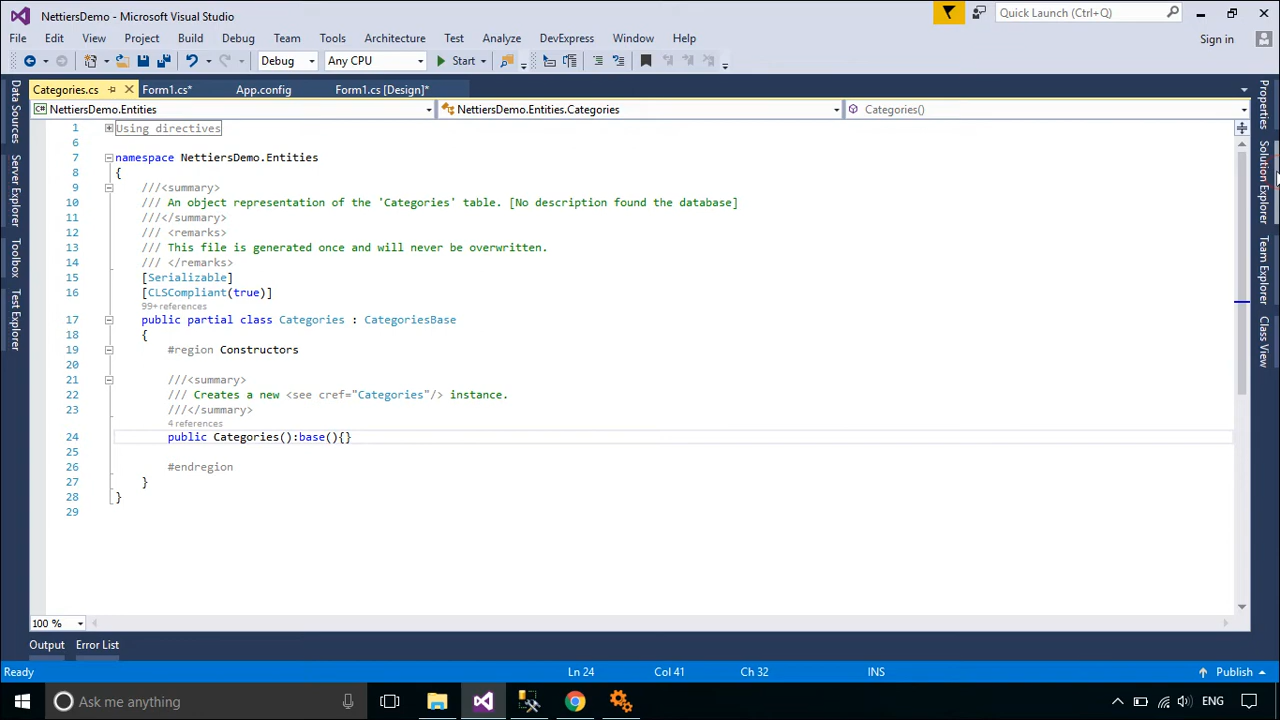 NettiersDemo - Microsoft Visual Studio
Quick Launch (Ctrl+Q)
File Edit View Project Build Debug Team Tools Architecture Test Analyze DevExpress Window Help
Sign in
Debug Any CPU Start
Categories.cs Form1.cs* App.config Form1.cs [Design]*
NettiersDemo.Entities NettiersDemo.Entities.Categories Categories()
Data Sources
Server Explorer
Toolbox
Test Explorer
1 Using directives
6
7 namespace NettiersDemo.Entities
8 {
9 ///<summary>
10 /// An object representation of the 'Categories' table. [No description found the database]
11 ///</summary>
12 /// <remarks>
13 /// This file is generated once and will never be overwritten.
14 /// </remarks>
15 [Serializable]
16 [CLSCompliant(true)]
99+ references
17 public partial class Categories : CategoriesBase
18 {
19 #region Constructors
20
21 ///<summary>
22 /// Creates a new <see cref="Categories"/> instance.
23 ///</summary>
4 references
24 public Categories():base(){}
25
26 #endregion
27 }
28 }
29
Properties
Solution Explorer
Team Explorer
Class View
100 %
Output Error List
Ready Ln 24 Col 41 Ch 32 INS Publish
Ask me anything
ENG